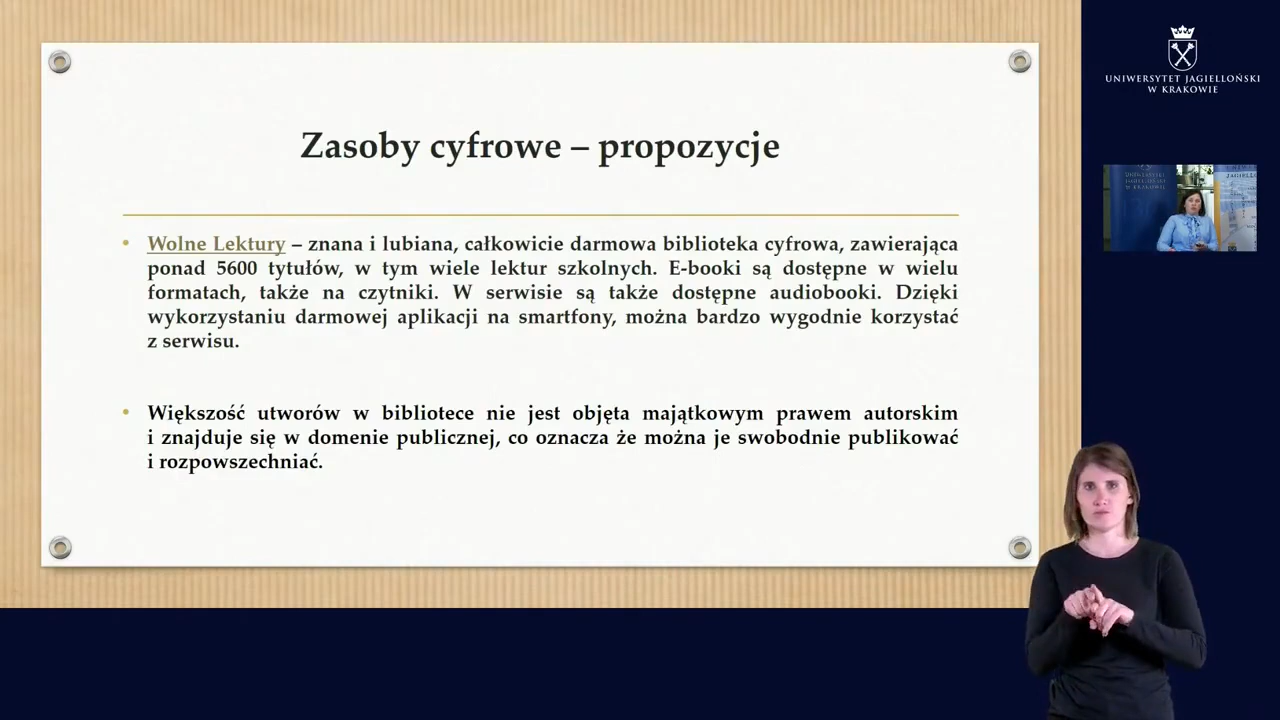 Zasoby cyfrowe – propozycje
• Wolne Lektury – znana i lubiana, całkowicie darmowa biblioteka cyfrowa, zawierająca
ponad 5600 tytułów, w tym wiele lektur szkolnych. E-booki są dostępne w wielu
formatach, także na czytniki. W serwisie są także dostępne audiobooki. Dzięki
wykorzystaniu darmowej aplikacji na smartfony, można bardzo wygodnie korzystać
z serwisu.
• Większość utworów w bibliotece nie jest objęta majątkowym prawem autorskim
i znajduje się w domenie publicznej, co oznacza że można je swobodnie publikować
i rozpowszechniać.
UNIWERSYTET JAGIELLOŃSKI
W KRAKOWIE
UNIWERSYTET
JAGIELLOŃSKI
W KRAKOWIE